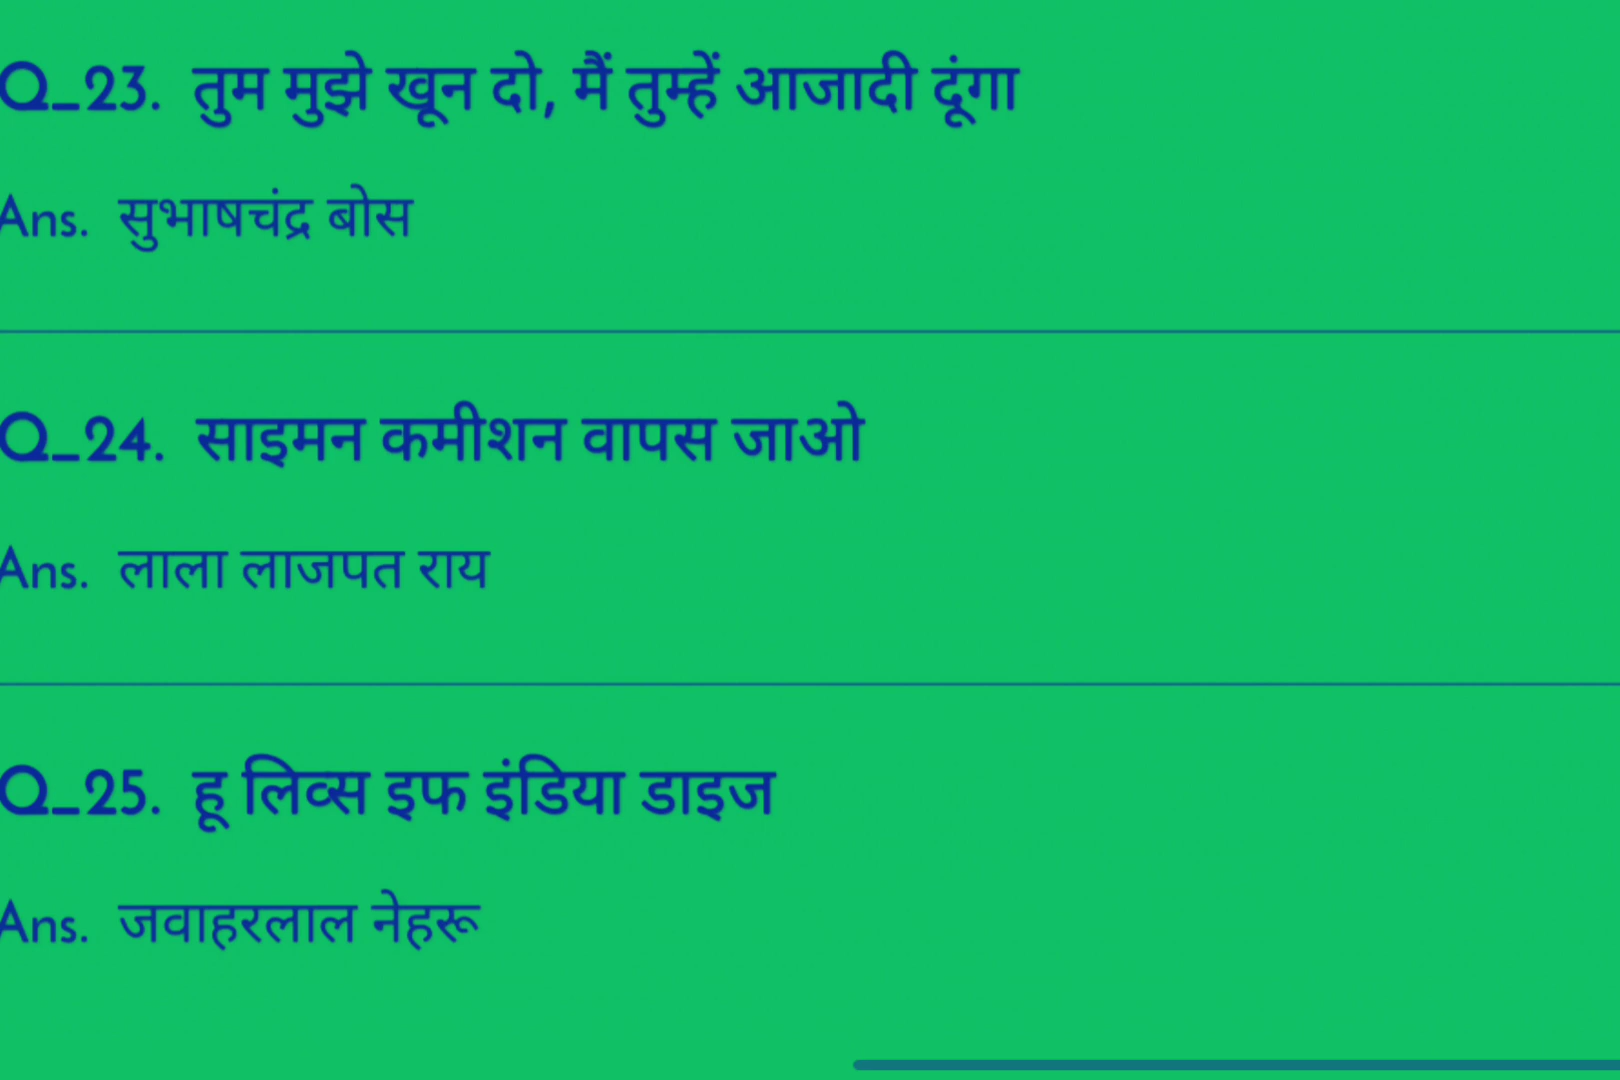 Q_23. तुम मुझे खून दो, मैं तुम्हें आजादी दूंगा
Ans. सुभाषचंद्र बोस
Q_24. साइमन कमीशन वापस जाओ
Ans. लाला लाजपत राय
Q_25. हू लिव्स इफ इंडिया डाइज
Ans. जवाहरलाल नेहरू